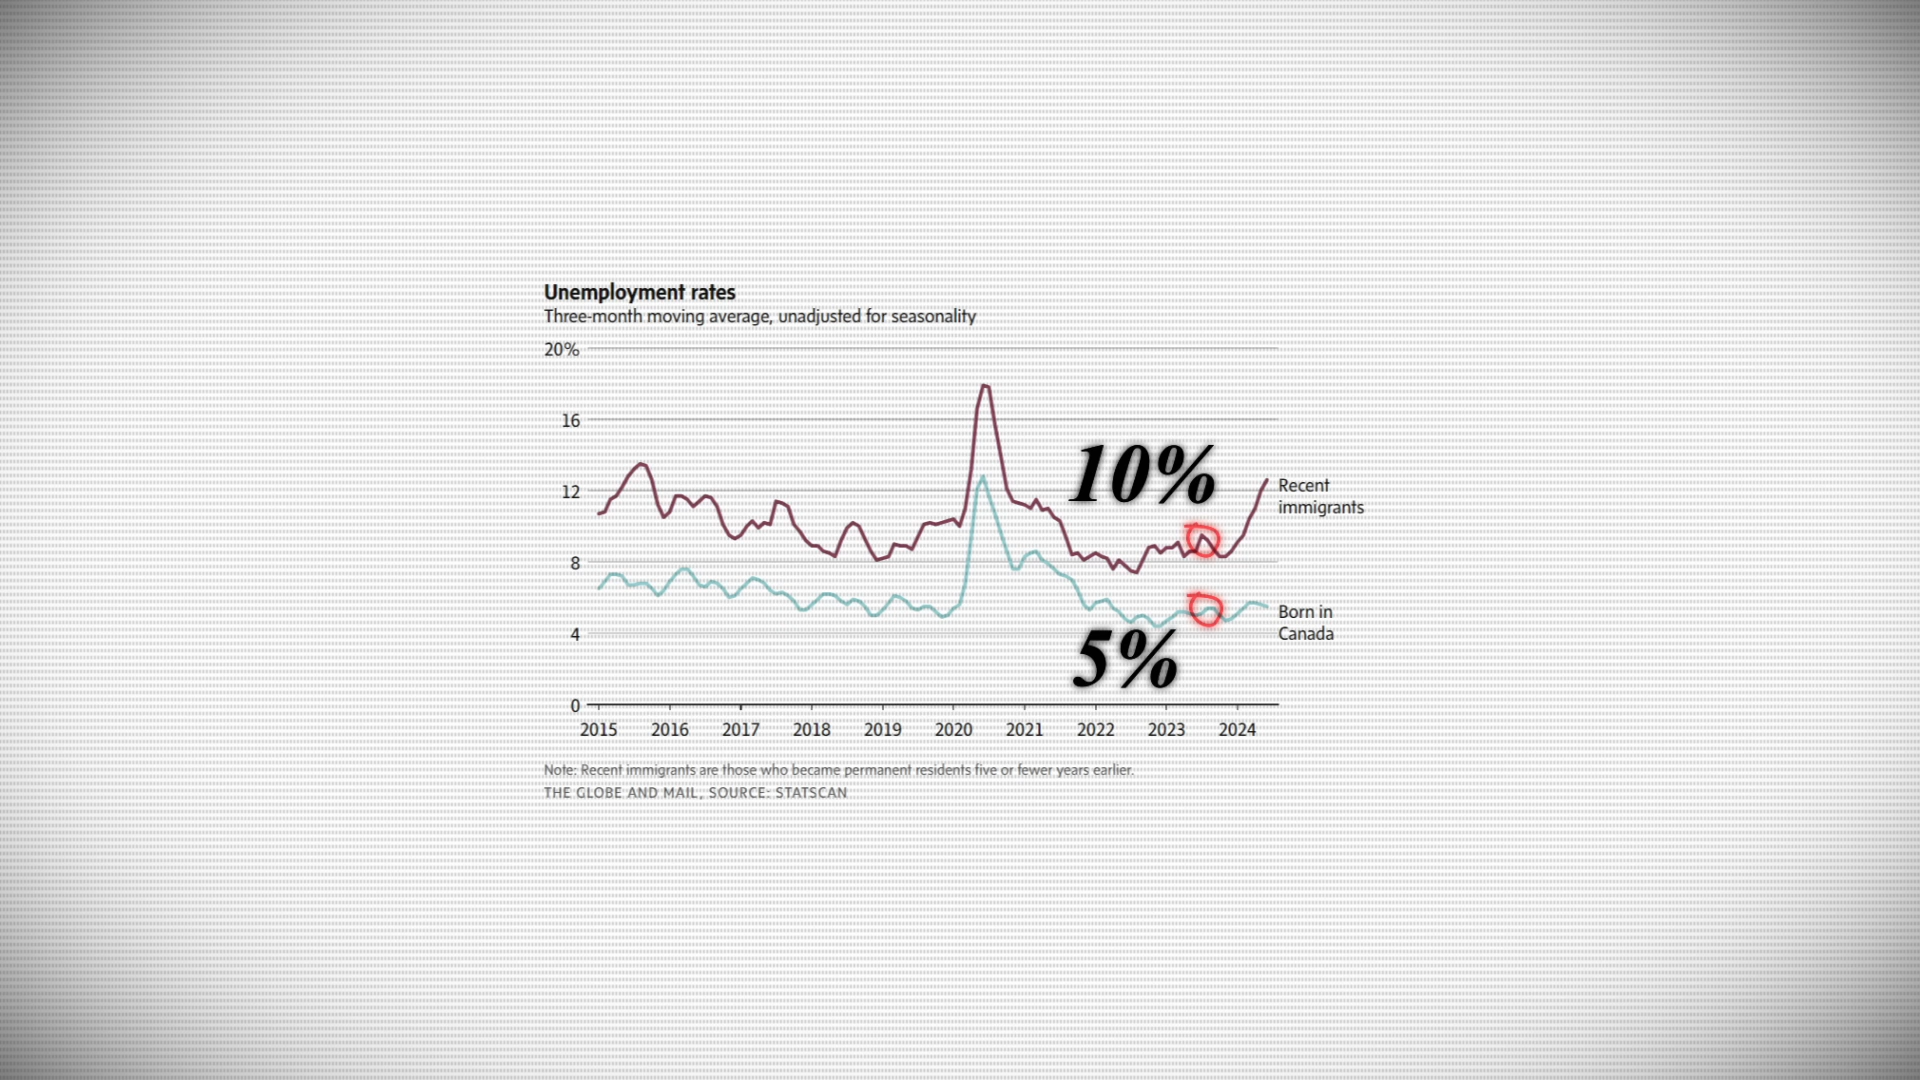 Unemployment rates
Three-month moving average, unadjusted for seasonality
20%
16
12
8
4
0
10%
5%
Recent
immigrants
Born in
Canada
2015 2016 2017 2018 2019 2020 2021 2022 2023 2024
Note: Recent immigrants are those who became permanent residents five or fewer years earlier.
THE GLOBE AND MAIL, SOURCE: STATSCAN